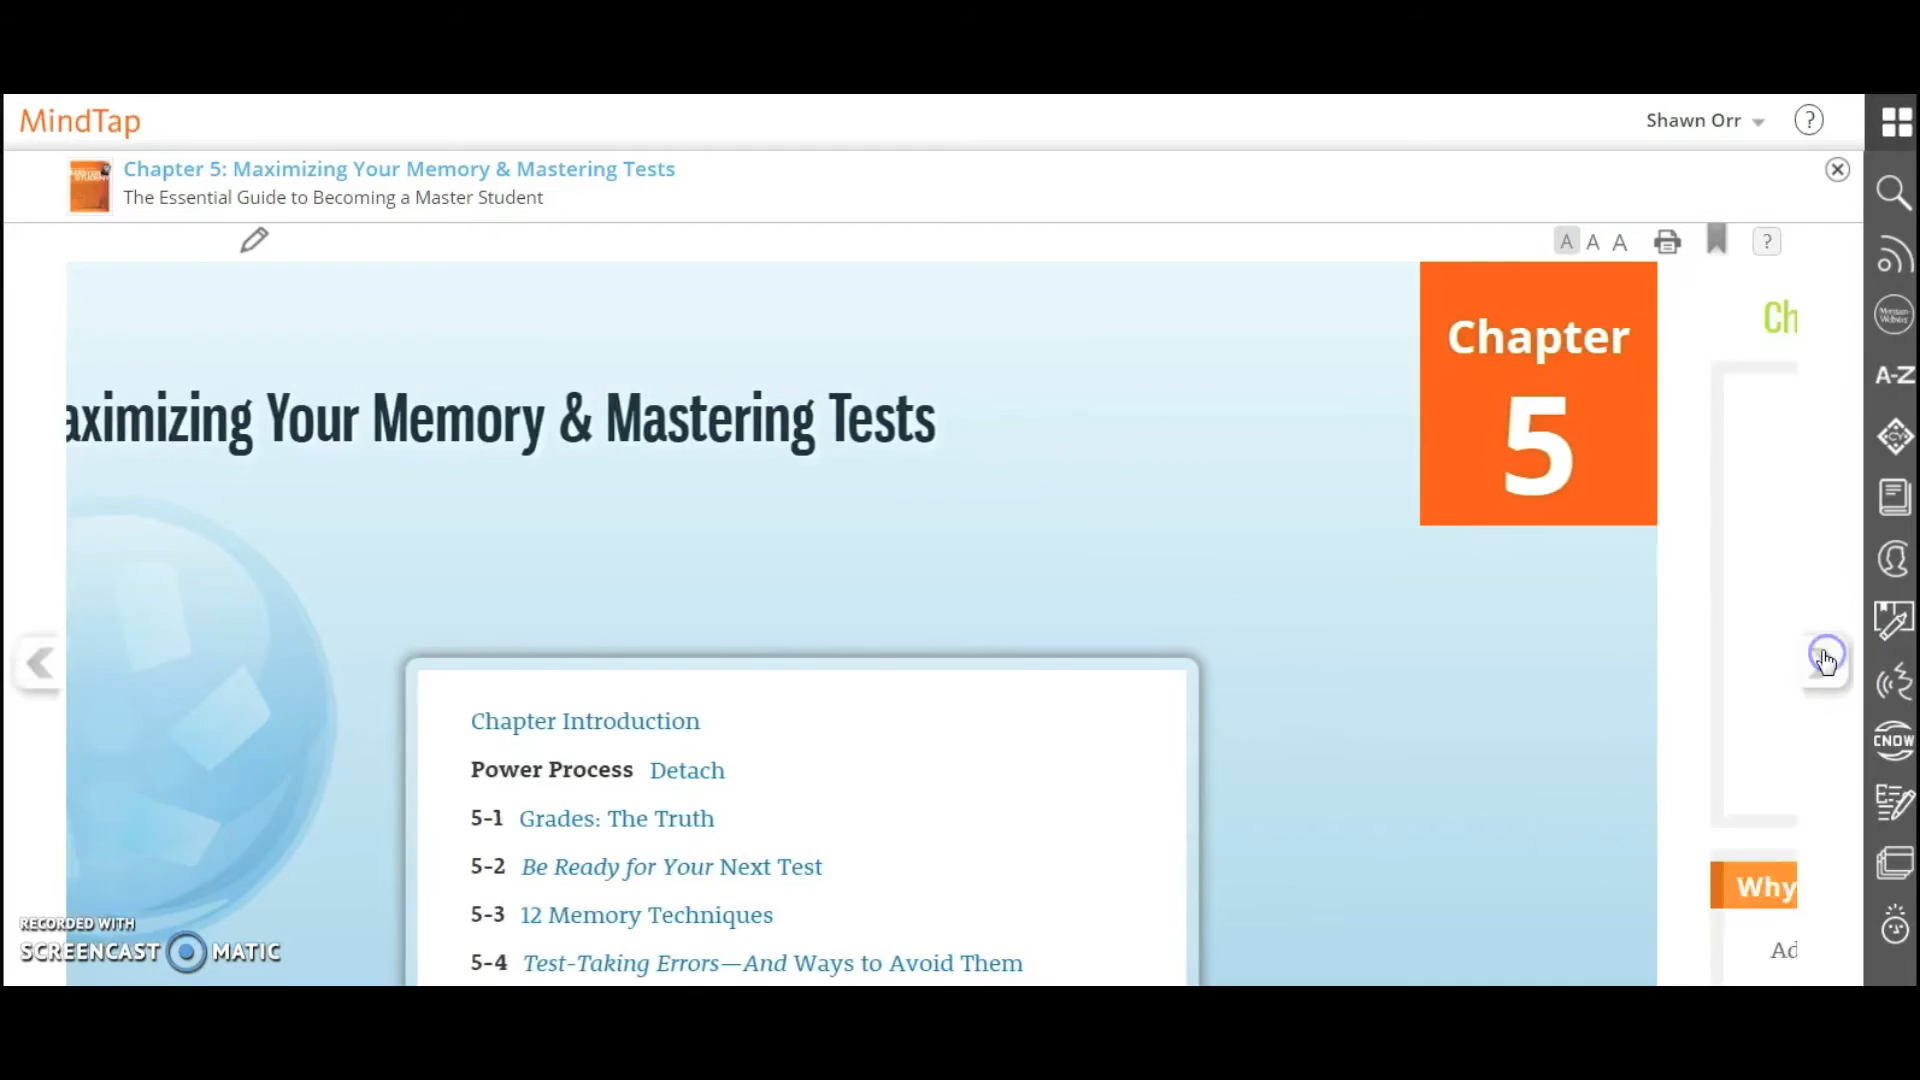 MindTap
Shawn Orr
?
Chapter 5: Maximizing Your Memory & Mastering Tests
The Essential Guide to Becoming a Master Student
A A A
?
Chapter
5
Ch
aximizing Your Memory & Mastering Tests
A-Z
Chapter Introduction
Power Process Detach
5-1 Grades: The Truth
5-2 Be Ready for Your Next Test
5-3 12 Memory Techniques
5-4 Test-Taking Errors—And Ways to Avoid Them
CNOW
Why
Ad
RECORDED WITH
SCREENCAST MATIC